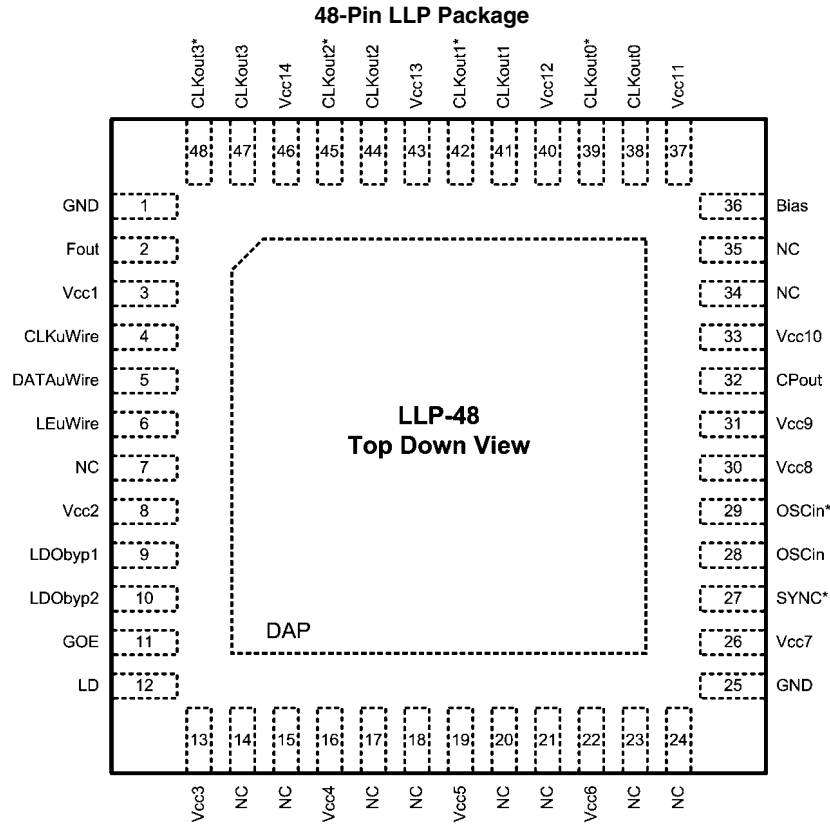 48-Pin LLP Package
CLKout3*
CLKout3
Vcc14
CLKout2*
CLKout2
Vcc13
CLKout1*
CLKout1
Vcc12
CLKout0*
CLKout0
Vcc11
48 47 46 45 44 43 42 41 40 39 38 37
GND 1 36 Bias
Fout 2 35 NC
Vcc1 3 34 NC
CLKuWire 4 33 Vcc10
DATAuWire 5 32 CPout
LEuWire 6 31 Vcc9
NC 7 30 Vcc8
Vcc2 8 29 OSCin*
LDObyp1 9 28 OSCin
LDObyp2 10 27 SYNC*
GOE 11 26 Vcc7
LD 12 25 GND
LLP-48
Top Down View
DAP
13 14 15 16 17 18 19 20 21 22 23 24
Vcc3
NC
NC
Vcc4
NC
NC
Vcc5
NC
NC
Vcc6
NC
NC